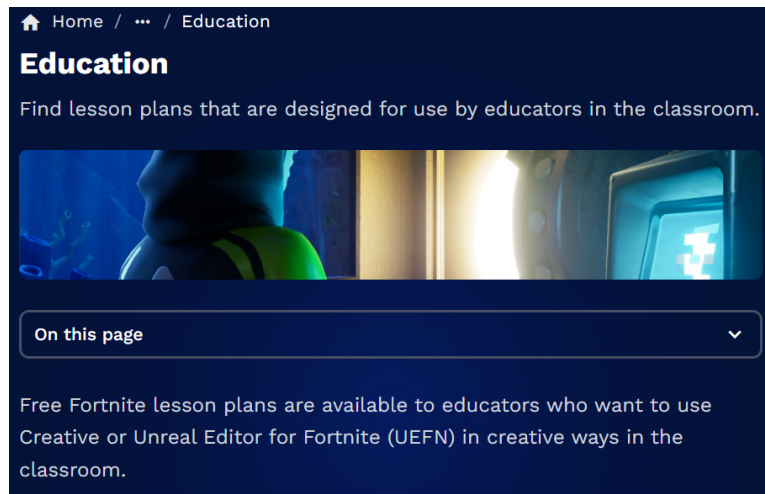 Home / ··· / Education
Education
Find lesson plans that are designed for use by educators in the classroom.
On this page
Free Fortnite lesson plans are available to educators who want to use
Creative or Unreal Editor for Fortnite (UEFN) in creative ways in the
classroom.